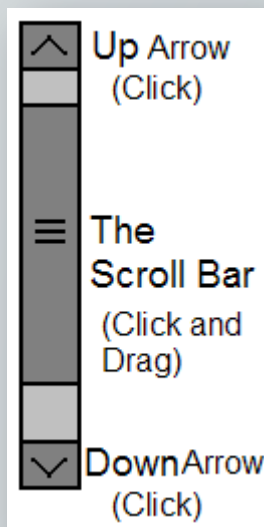 Up Arrow
(Click)
The
Scroll Bar
(Click and
Drag)
Down Arrow
(Click)